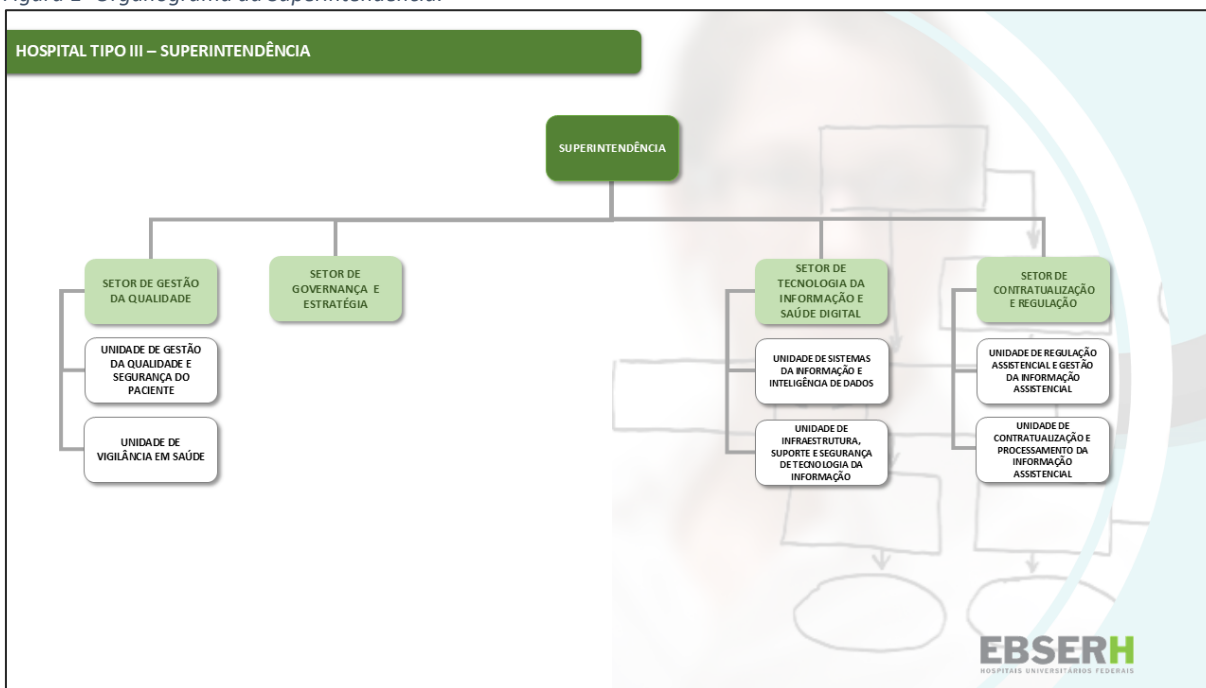 Figura 1- Organograma da Superintendência.
HOSPITAL TIPO III – SUPERINTENDÊNCIA
SUPERINTENDÊNCIA
SETOR DE GESTÃO
DA QUALIDADE
UNIDADE DE GESTÃO
DA QUALIDADE E
SEGURANÇA DO
PACIENTE
UNIDADE DE
VIGILÂNCIA EM SAÚDE
SETOR DE
GOVERNANÇA E
ESTRATÉGIA
SETOR DE
TECNOLOGIA DA
INFORMAÇÃO E
SAÚDE DIGITAL
UNIDADE DE SISTEMAS
DA INFORMAÇÃO E
INTELIGÊNCIA DE DADOS
UNIDADE DE
INFRAESTRUTURA,
SUPORTE E SEGURANÇA
DE TECNOLOGIA DA
INFORMAÇÃO
SETOR DE
CONTRATUALIZAÇÃO
E REGULAÇÃO
UNIDADE DE REGULAÇÃO
ASSISTENCIAL E GESTÃO
DA INFORMAÇÃO
ASSISTENCIAL
UNIDADE DE
CONTRATUALIZAÇÃO E
PROCESSAMENTO DA
INFORMAÇÃO
ASSISTENCIAL
EBSERH
HOSPITAIS UNIVERSITÁRIOS FEDERAIS